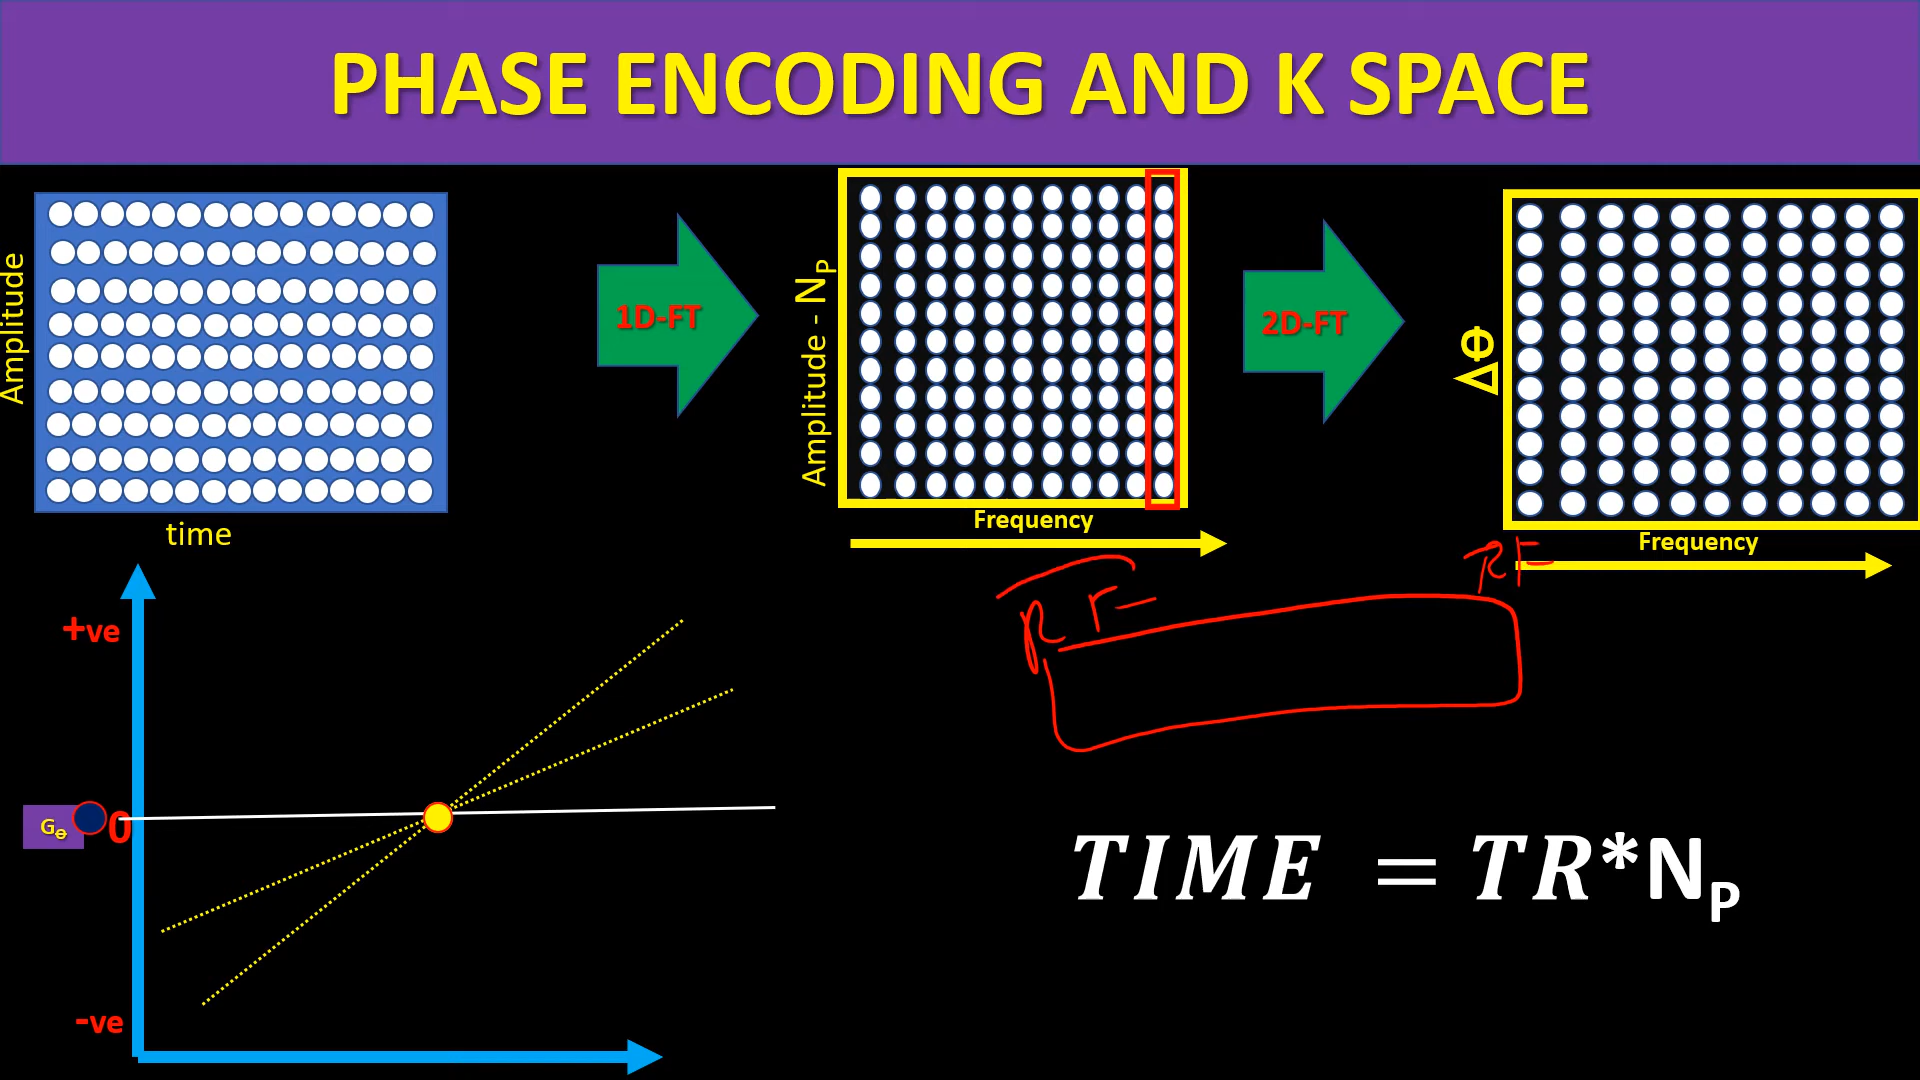 PHASE ENCODING AND K SPACE
Amplitude
time
1D-FT
Amplitude - NP
Frequency
2D-FT
ΔΦ
Frequency
RF
RF
+ve
Gɵ
0
-ve
TIME = TR*NP